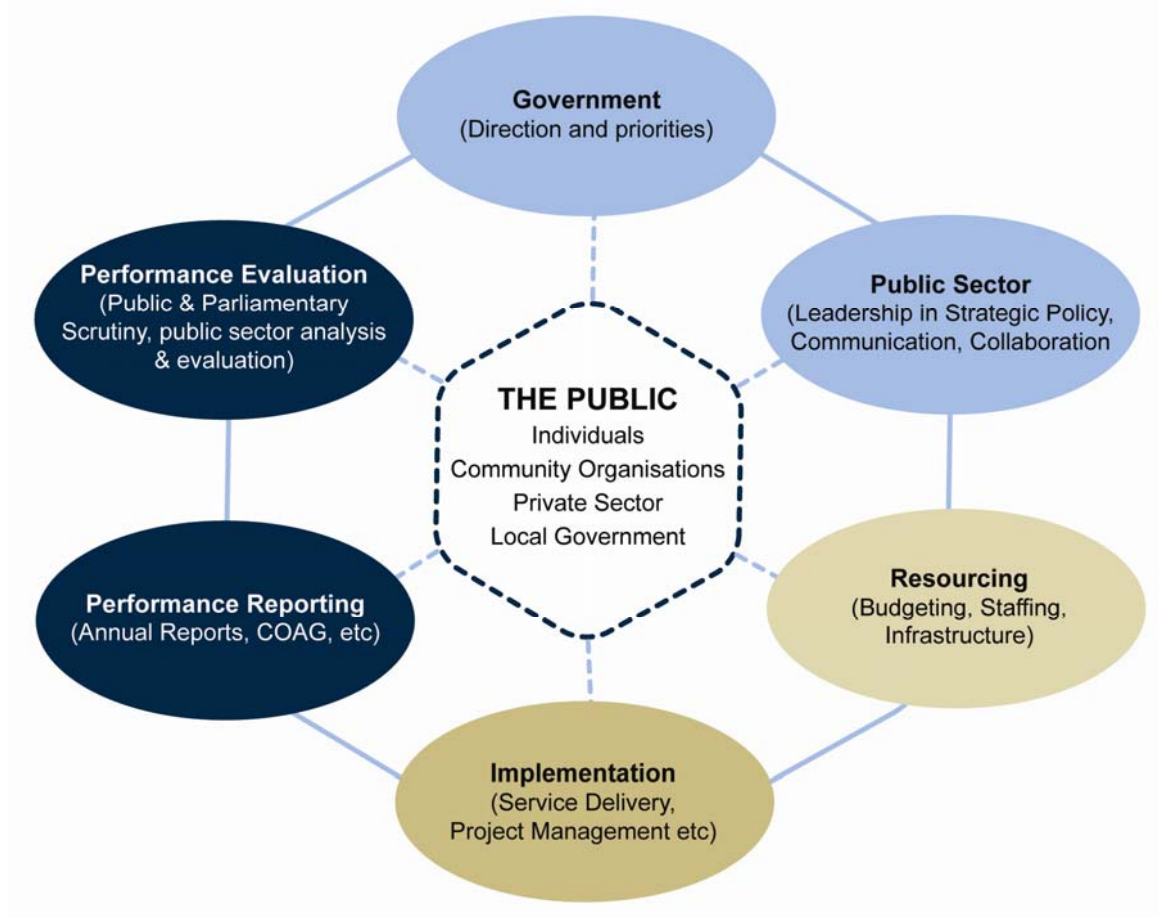 Government
(Direction and priorities)
Performance Evaluation
(Public & Parliamentary
Scrutiny, public sector analysis
& evaluation)
Public Sector
(Leadership in Strategic Policy,
Communication, Collaboration
THE PUBLIC
Individuals
Community Organisations
Private Sector
Local Government
Performance Reporting
(Annual Reports, COAG, etc)
Resourcing
(Budgeting, Staffing,
Infrastructure)
Implementation
(Service Delivery,
Project Management etc)